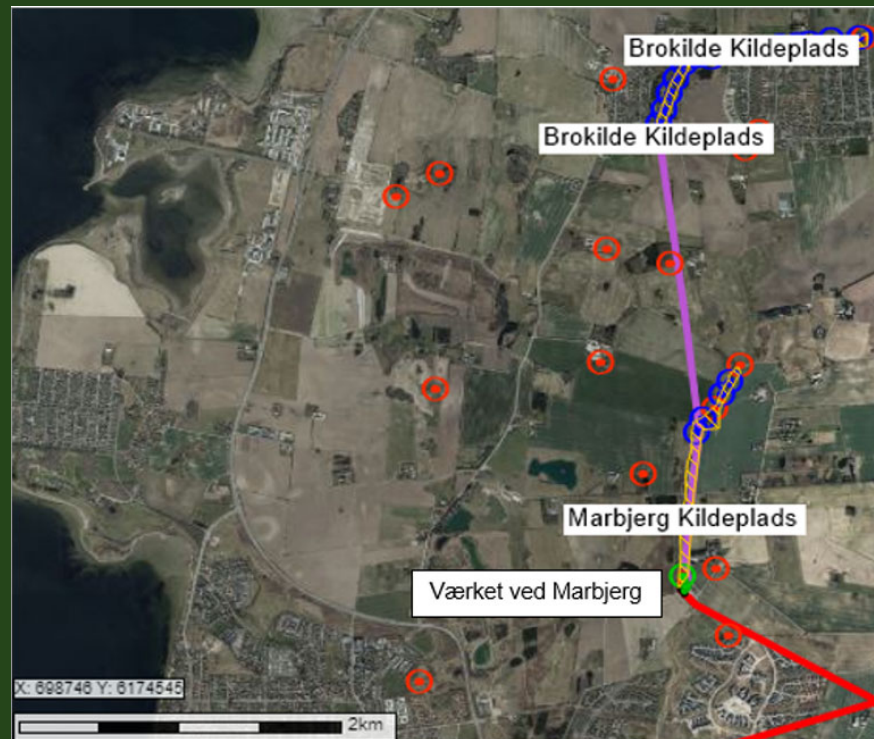 Brokilde Kildeplads
Brokilde Kildeplads
Marbjerg Kildeplads
Værket ved Marbjerg
X: 698746 Y: 6174545
2km